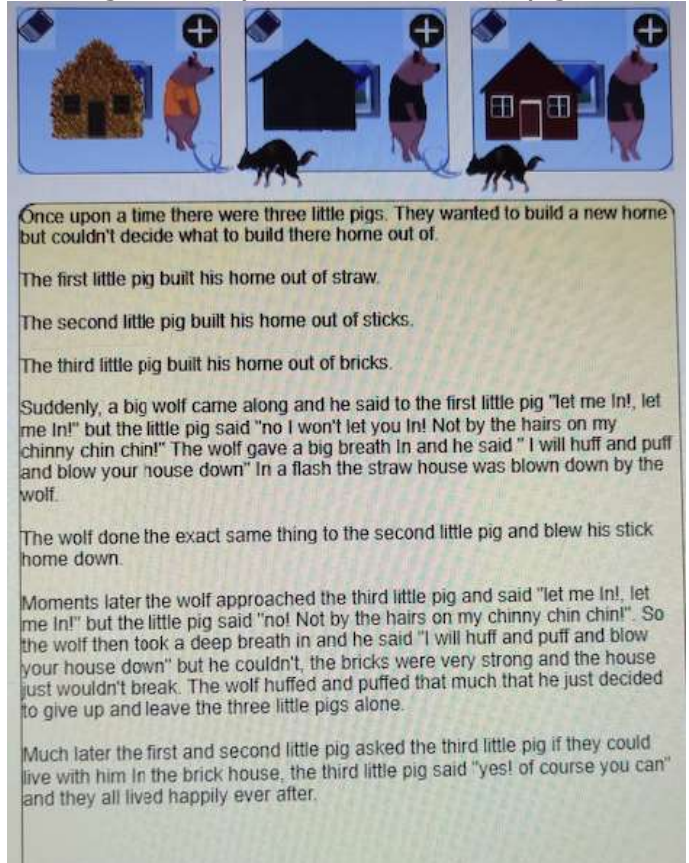 Once upon a time there were three little pigs. They wanted to build a new home
but couldn't decide what to build there home out of.
The first little pig built his home out of straw.
The second little pig built his home out of sticks.
The third little pig built his home out of bricks.
Suddenly, a big wolf came along and he said to the first little pig "let me In!, let
me In!" but the little pig said "no I won't let you In! Not by the hairs on my
chinny chin chin!" The wolf gave a big breath In and he said " I will huff and puff
and blow your house down" In a flash the straw house was blown down by the
wolf.
The wolf done the exact same thing to the second little pig and blew his stick
home down.
Moments later the wolf approached the third little pig and said "let me In!, let
me In!" but the little pig said "no! Not by the hairs on my chinny chin chin!". So
the wolf then took a deep breath in and he said "I will huff and puff and blow
your house down" but he couldn't, the bricks were very strong and the house
just wouldn't break. The wolf huffed and puffed that much that he just decided
to give up and leave the three little pigs alone.
Much later the first and second little pig asked the third little pig if they could
live with him In the brick house, the third little pig said "yes! of course you can"
and they all lived happily ever after.